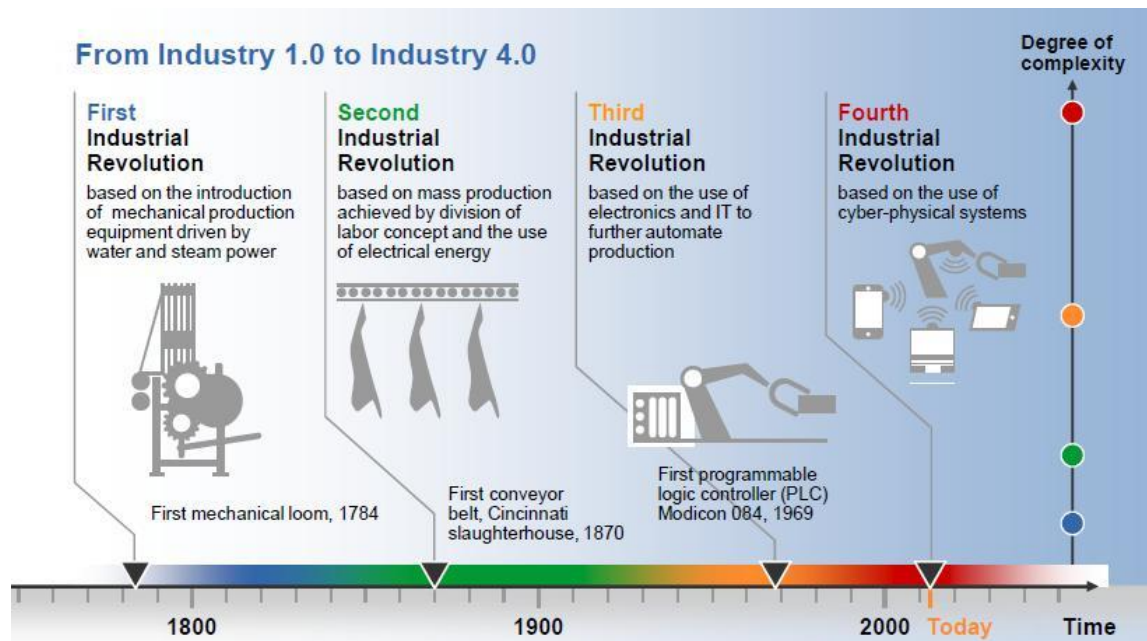 From Industry 1.0 to Industry 4.0
Degree of
complexity
First
Industrial
Revolution
based on the introduction
of mechanical production
equipment driven by
water and steam power
Second
Industrial
Revolution
based on mass production
achieved by division of
labor concept and the use
of electrical energy
Third
Industrial
Revolution
based on the use of
electronics and IT to
further automate
production
Fourth
Industrial
Revolution
based on the use of
cyber-physical systems
First mechanical loom, 1784
First conveyor
belt, Cincinnati
slaughterhouse, 1870
First programmable
logic controller (PLC)
Modicon 084, 1969
1800
1900
2000
Today
Time